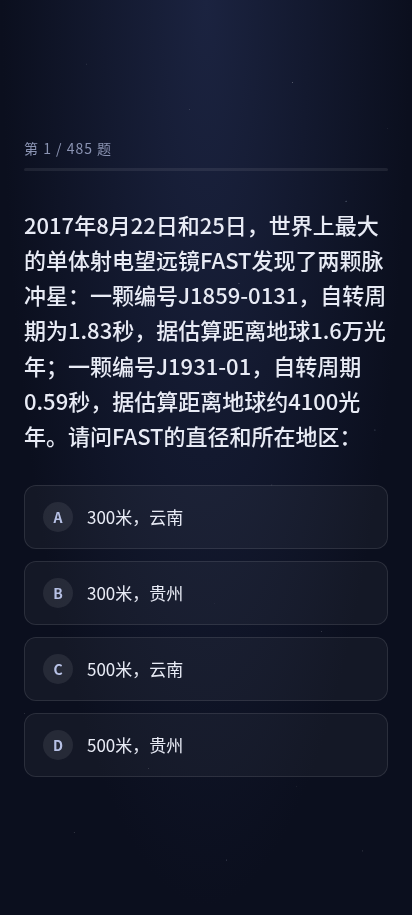 第 1 / 485 题
2017年8月22日和25日，世界上最大
的单体射电望远镜FAST发现了两颗脉
冲星：一颗编号J1859-0131，自转周
期为1.83秒，据估算距离地球1.6万光
年；一颗编号J1931-01，自转周期
0.59秒，据估算距离地球约4100光
年。请问FAST的直径和所在地区：
A 300米，云南
B 300米，贵州
C 500米，云南
D 500米，贵州